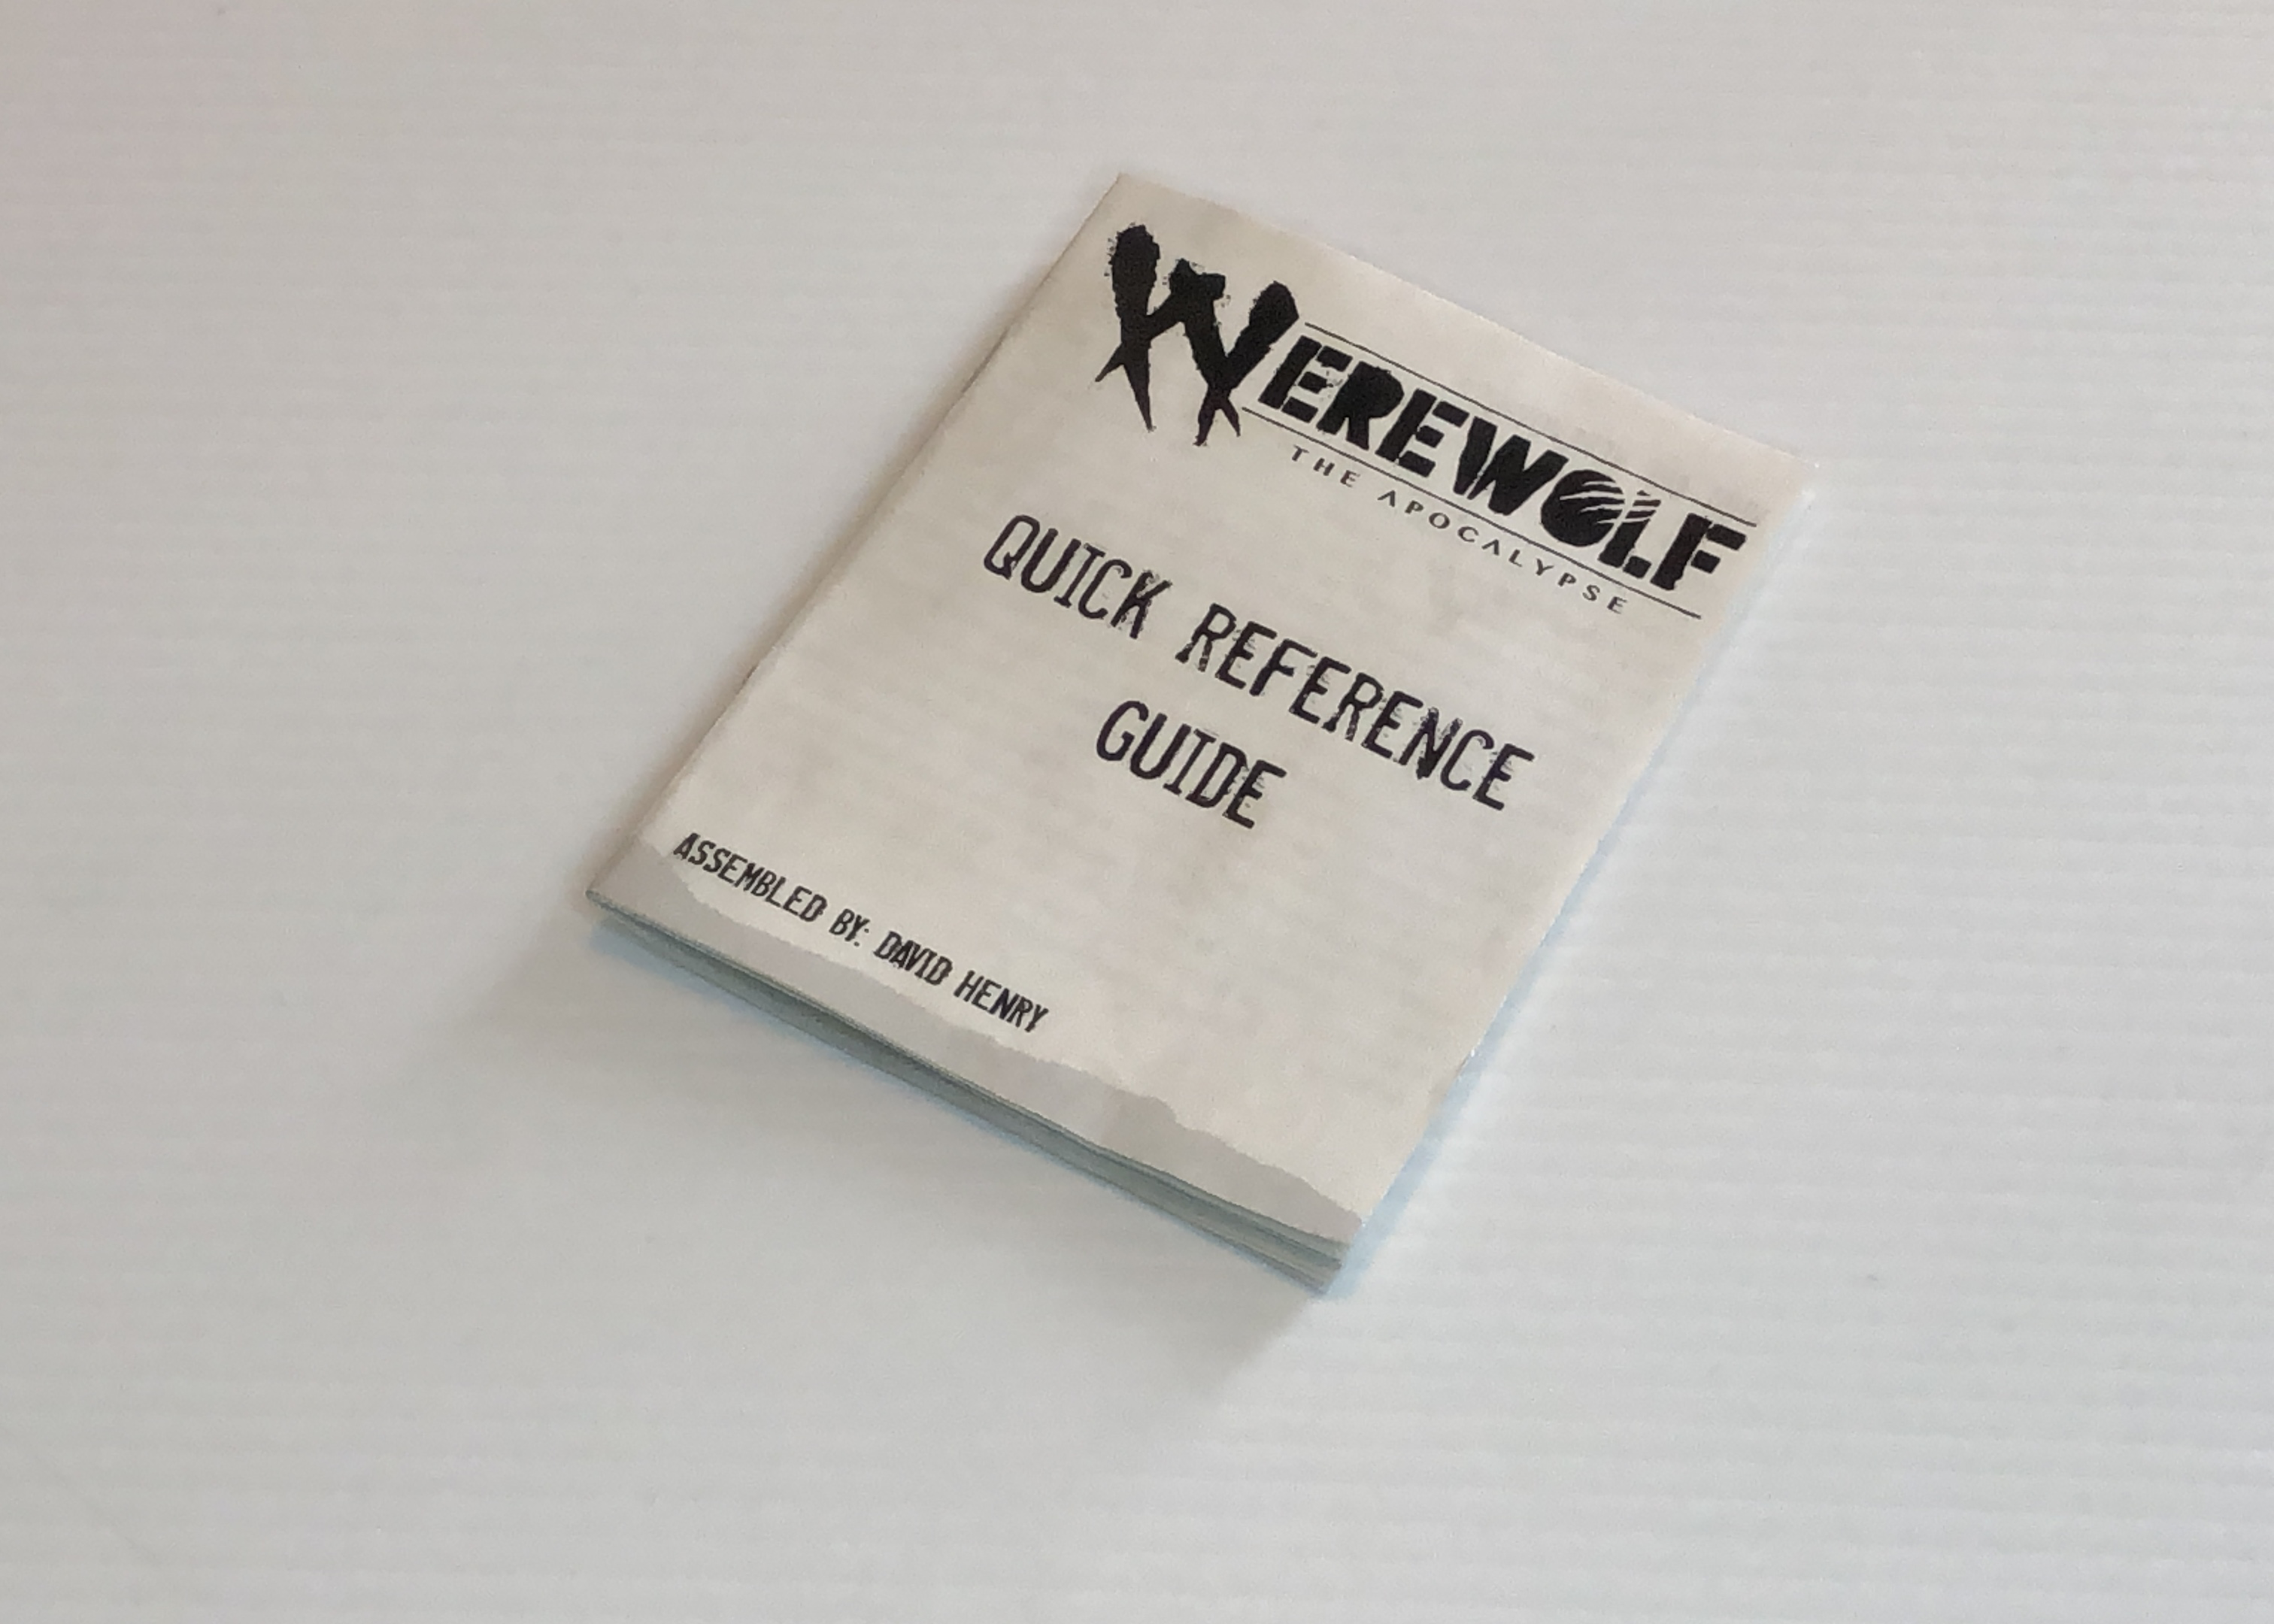 WEREWOLF
THE APOCALYPSE
QUICK REFERENCE
GUIDE
ASSEMBLED BY: DAVID HENRY